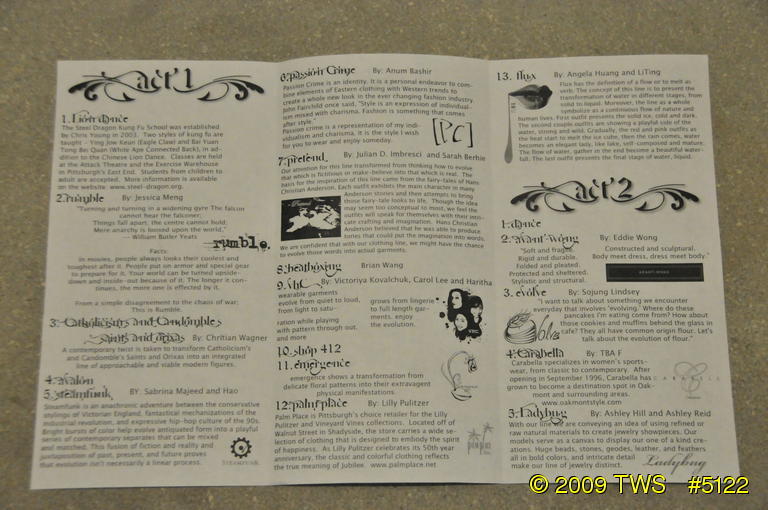 act 1
1. Lion dance
The Steel Dragon Kung Fu School was established
by Chris Young in 2003. Two styles of kung fu are
taught - Ying Jow Keun (Eagle Claw) and Bai Yuan
Tong Bei Quan (White Ape Connected Back), in ad-
dition to the Chinese Lion Dance. Classes are held
at the Attack Theatre and the Exercise Warehouse
in Pittsburgh's East End. Students from children to
adult are accepted. More information is available
on the website: www.steel-dragon.org.
2. rumble By: Jessica Meng
"Turning and turning in a widening gyre The falcon
cannot hear the falconer;
Things fall apart; the centre cannot hold;
Mere anarchy is loosed upon the world,"
-William Butler Yeats
rumble.
Facts:
In movies, people always look their coolest and
toughest after it. People put on armor and special gear
to prepare for it. Your world can be turned upside-
down and inside-out because of it. The longer it con-
tinues, the more one is effected by it.
From a simple disagreement to the chaos of war;
This is Rumble.
3. Catholicism and Candomble,
saints and orixas By: Chritian Wagner
A contemporary twist is taken to transform Catholicism's
and Candomble's Saints and Orixas into an integrated
line of approachable and viable modern figures.
4. avalon
5. steamfunk By: Sabrina Majeed and Hao
Steamfunk is an anachronic adventure between the conservative
stylings of Victorian England, fantastical mechanizations of the
industrial revolution, and expressive hip-hop culture of the 90s.
Bright bursts of color help evolve antiquated form into a playful
series of contemporary separates that can be mixed
and matched. This fusion of fiction and reality and
juxtaposition of past, present, and future proves
that evolution isn't necessarily a linear process.
Steamfunk
6. passion Crime By: Anum Bashir
Passion Crime is an identity. It is a personal endeavor to com-
bine elements of Eastern clothing with Western trends to
create a whole new look in the ever changing fashion industry.
John Fairchild once said, "Style is an expression of individual-
ism mixed with charisma. Fashion is something that comes
after style."
Passion crime is a representation of my indi-
vidualism and charisma, it is the style I wish
for you to wear and enjoy someday.
[PC]
7. pretend By: Julian D. Imbresci and Sarah Berhie
Our attention for this line transformed from thinking how to evolve
that which is fictitious or make-believe into that which is real. The
basis for the inspiration of this line came from the fairy-tales of Hans
Christian Anderson. Each outfit exhibits the main character in many
Anderson stories and then attempts to bring
those fairy-tale looks to life. Though the idea
may seem too conceptual to most, we feel the
outfits will speak for themselves with their intri-
cate crafting and imagination. Hans Christian
Anderson believed that he was able to produce
stories that could put the imagination into words.
We are confident that with our clothing line, we might have the chance
to evolve those words into actual garments.
8. beatboxing Brian Wang
9. VHC By: Victoriya Kovalchuk, Carol Lee and Haritha
wearable garments
evolve from quiet to loud,
from light to satu-
ration while playing
with pattern through out.
and more
grows from lingerie
to full length gar-
ments. enjoy
the evolution.
VHC
10. shop 412
11. emergence
emergence shows a transformation from
delicate floral patterns into their extravagant
physical manifestations.
12. palm place By: Lilly Pulitzer
Palm Place is Pittsburgh's choice retailer for the Lilly
Pulitzer and Vineyard Vines collections. Located off of
Walnut Street in Shadyside, the store carries a wide se-
lection of clothing that is designed to embody the spirit
of happiness. As Lilly Pulitzer celebrates its 50th year
anniversary, the classic and colorful clothing reflects
the true meaning of Jubilee. www.palmplace.net
13. flux By: Angela Huang and LiTing
Flux has the definition of a flow or to melt as
verb. The concept of this line is to present the
transformation of water in different stages, from
solid to liquid. Moreover, the line as a whole
symbolize as a continuous flow of nature and
human lives. First outfit presents the solid ice, cold and dark.
The second couple outfits are showing a playful side of the
water, strong and wild. Gradually, the red and pink outfits as
the heat start to melt the ice cube, then the rain comes, water
becomes an elegant lady, like lake, self-composed and mature.
The flow of water, gather in the end become a beautiful water-
fall. The last outfit presents the final stage of water, liquid.
act 2
1. dance
2. avant-wong By: Eddie Wong
"Soft and fragile.
Rigid and durable.
Folded and pleated.
Protected and sheltered.
Stylistic and structural.
Constructed and sculptural.
Body meet dress, dress meet body."
AVANT-WONG
3. evolve By: Sojung Lindsey
"I want to talk about something we encounter
everyday that involves 'evolving.' Where do these
pancakes I'm eating come from? How about
those cookies and muffins behind the glass in
cafe? They all have common origin flour. Let's
talk about the evolution of flour."
4. Carabella By: TBA F
Carabella specializes in women's sports-
wear, from classic to contemporary. After
opening in September 1996, Carabella has
grown to become a destination spot in Oak-
mont and surrounding areas.
www.oakmontstyle.com
CARABELLA
5. Ladybug By: Ashley Hill and Ashley Reid
With our line we are conveying an idea of using refined or
raw natural materials to create jewelry showpieces. Our
models serve as a canvas to display our one of a kind cre-
ations. Huge beads, stones, geodes, leather, and feathers
all in bold colors, and intricate detail
make our line of jewelry distinct.
Ladybug
© 2009 TWS #5122